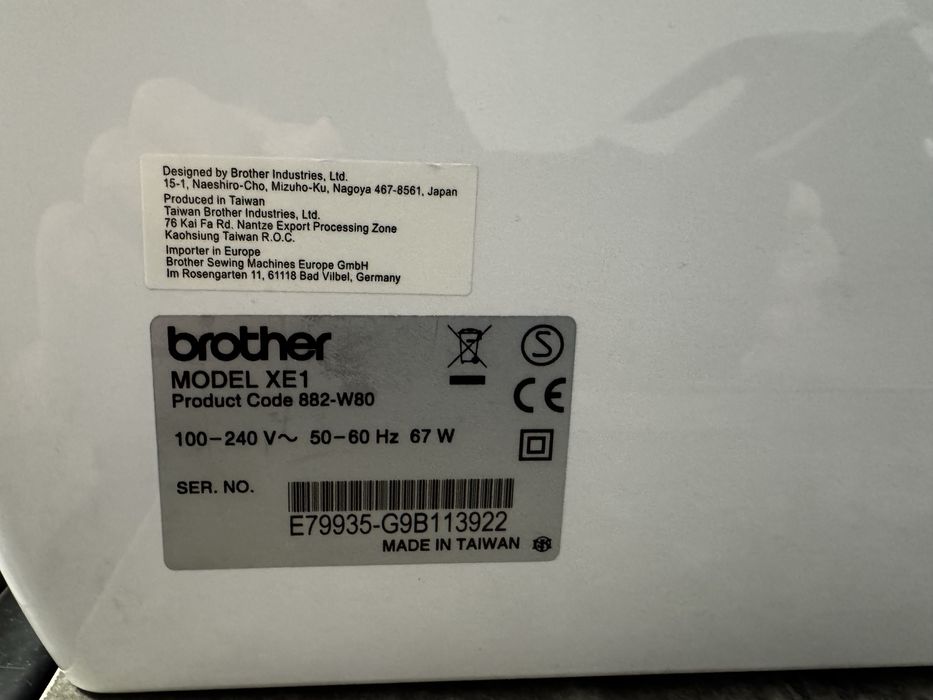 Designed by Brother Industries, Ltd.
15-1, Naeshiro-Cho, Mizuho-Ku, Nagoya 467-8561, Japan
Produced in Taiwan
Taiwan Brother Industries, Ltd.
76 Kai Fa Rd. Nantze Export Processing Zone
Kaohsiung Taiwan R.O.C.
Importer in Europe
Brother Sewing Machines Europe GmbH
Im Rosengarten 11, 61118 Bad Vilbel, Germany
brother
MODEL XE1
Product Code 882-W80
S
CE
100-240 V~ 50-60 Hz 67 W
SER. NO.
E79935-G9B113922
MADE IN TAIWAN